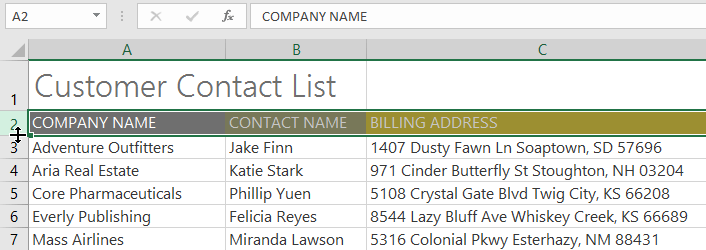 A2 fx COMPANY NAME
A B C
1 Customer Contact List
2 COMPANY NAME CONTACT NAME BILLING ADDRESS
3 Adventure Outfitters Jake Finn 1407 Dusty Fawn Ln Soaptown, SD 57696
4 Aria Real Estate Katie Stark 971 Cinder Butterfly St Stoughton, NH 03204
5 Core Pharmaceuticals Phillip Yuen 5108 Crystal Gate Blvd Twig City, KS 66208
6 Everly Publishing Felicia Reyes 8544 Lazy Bluff Ave Whiskey Creek, KS 66689
7 Mass Airlines Miranda Lawson 5316 Colonial Pkwy Esterhazy, NM 88431